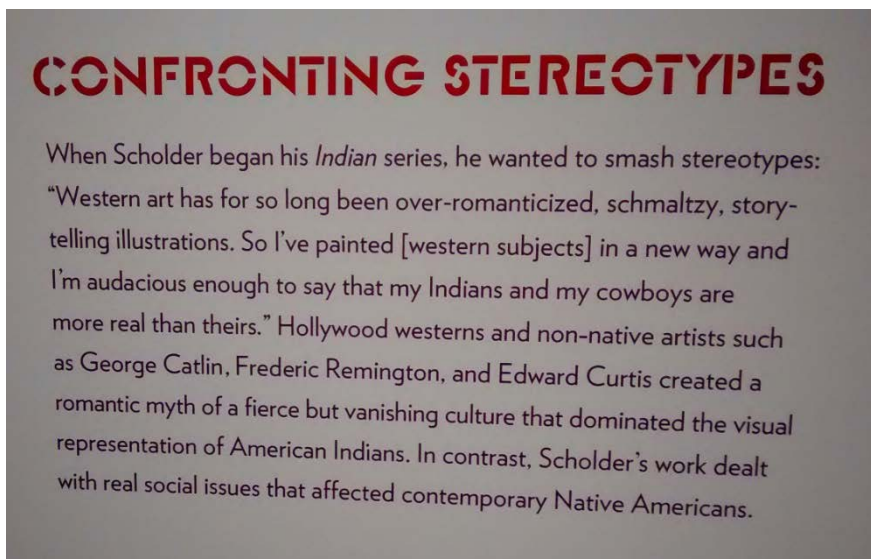 CONFRONTING STEREOTYPES
When Scholder began his Indian series, he wanted to smash stereotypes:
“Western art has for so long been over-romanticized, schmaltzy, story-
telling illustrations. So I’ve painted [western subjects] in a new way and
I’m audacious enough to say that my Indians and my cowboys are
more real than theirs.” Hollywood westerns and non-native artists such
as George Catlin, Frederic Remington, and Edward Curtis created a
romantic myth of a fierce but vanishing culture that dominated the visual
representation of American Indians. In contrast, Scholder’s work dealt
with real social issues that affected contemporary Native Americans.